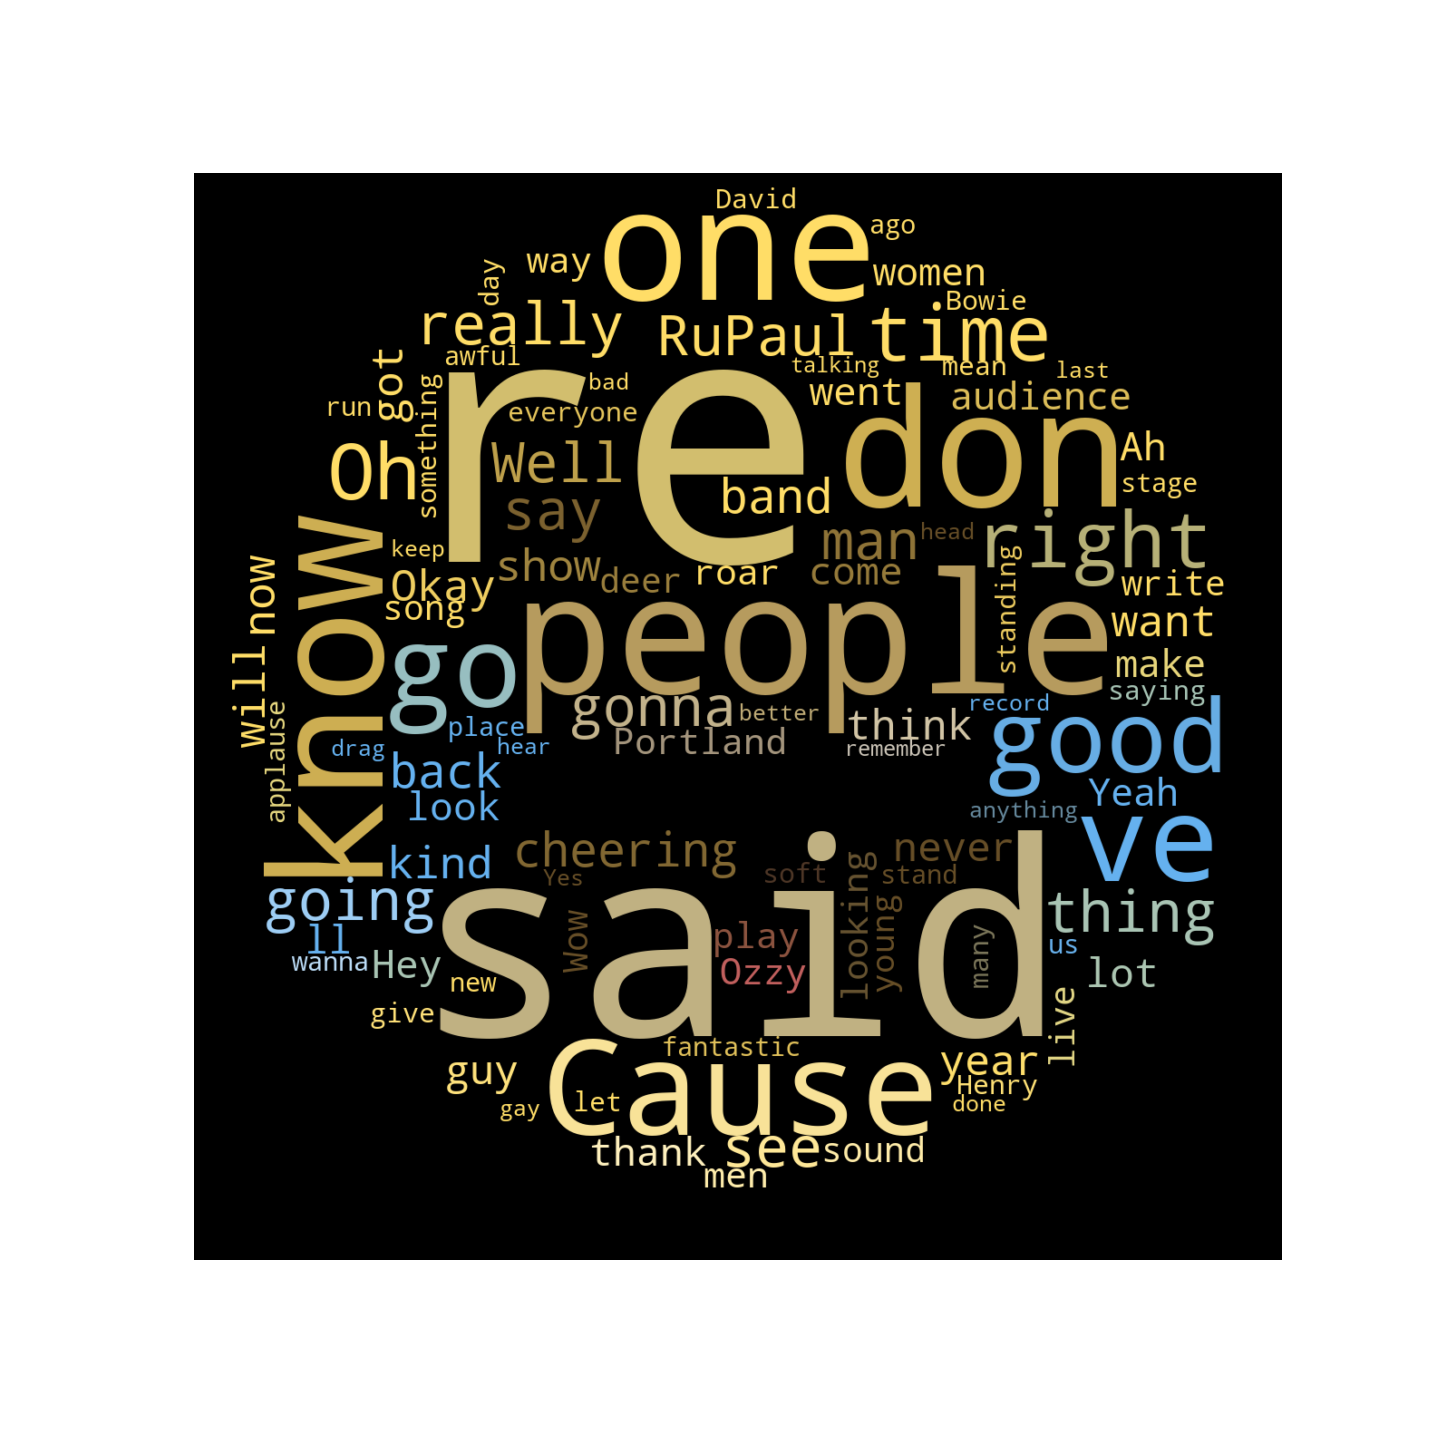 David
one
ago
way
women
day
Bowie
really
RuPaul
time
awful
talking
mean
last
got
re
bad
went
don
audience
run
everyone
something
Oh
Well
band
Ah
stage
say
know
right
man
head
keep
show
deer
roar
come
Okay
song
now
people
standing
write
want
will
go
make
saying
gonna
better
think
record
good
place
Portland
remember
drag
hear
applause
back
look
anything
Yeah
ve
kind
cheering
said
never
Yes
soft
looking
stand
going
thing
ll
Wow
play
young
many
us
wanna
Hey
Ozzy
lot
new
give
live
fantastic
guy
Cause
year
Henry
gay
let
done
thank
see
sound
men